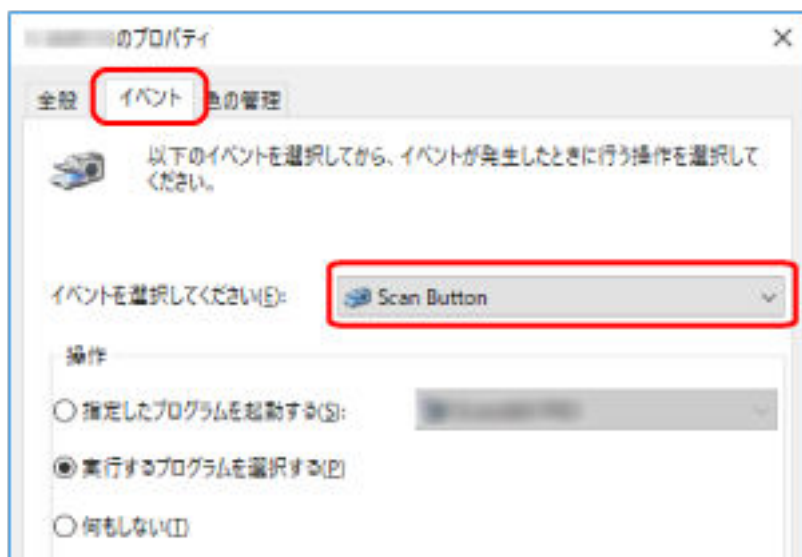 のプロパティ
全般 イベント 色の管理
以下のイベントを選択してから、イベントが発生したときに行う操作を選択して
ください。
イベントを選択してください(E): Scan Button
操作
指定したプログラムを起動する(S):
実行するプログラムを選択する(P)
何もしない(T)